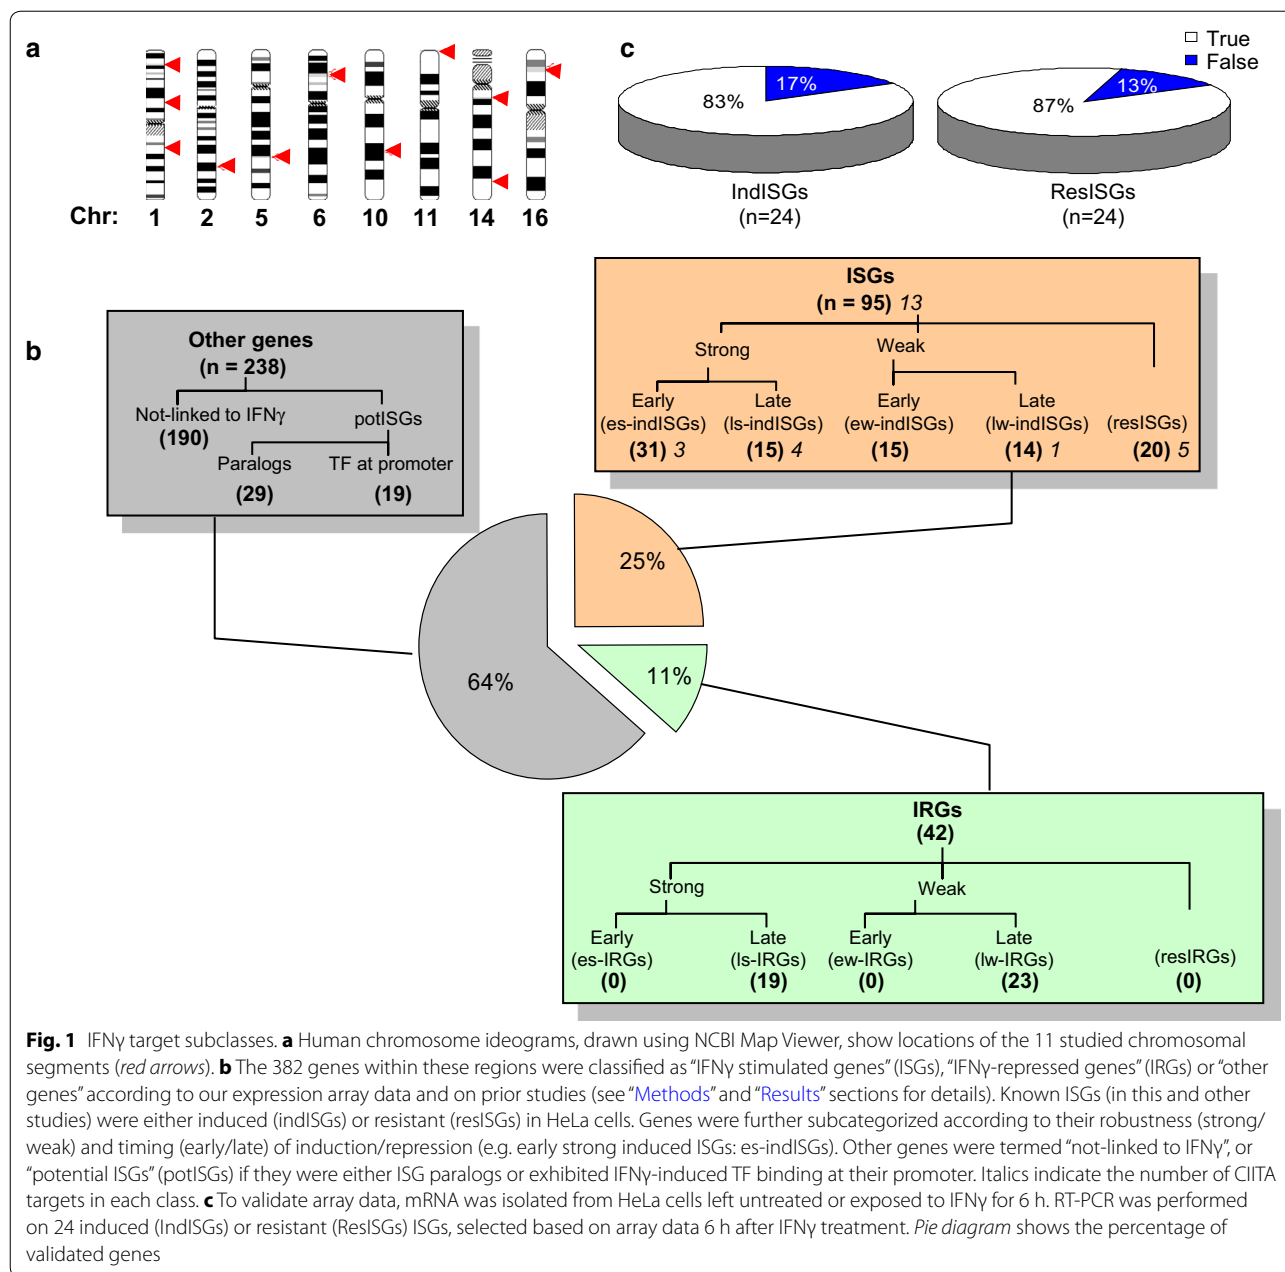 a
Chr: 1 2 5 6 10 11 14 16
c
True
False
83%
17%
87%
13%
IndISGs
(n=24)
ResISGs
(n=24)
b
Other genes
(n = 238)
Not-linked to IFNγ
(190)
potISGs
Paralogs
(29)
TF at promoter
(19)
ISGs
(n = 95) 13
Strong
Weak
Early
(es-indISGs)
(31) 3
Late
(ls-indISGs)
(15) 4
Early
(ew-indISGs)
(15)
Late
(lw-indISGs)
(14) 1
(resISGs)
(20) 5
25%
64%
11%
IRGs
(42)
Strong
Weak
Early
(es-IRGs)
(0)
Late
(ls-IRGs)
(19)
Early
(ew-IRGs)
(0)
Late
(lw-IRGs)
(23)
(resIRGs)
(0)
Fig. 1 IFNγ target subclasses. a Human chromosome ideograms, drawn using NCBI Map Viewer, show locations of the 11 studied chromosomal
segments (red arrows). b The 382 genes within these regions were classified as “IFNγ stimulated genes” (ISGs), “IFNγ-repressed genes” (IRGs) or “other
genes” according to our expression array data and on prior studies (see “Methods” and “Results” sections for details). Known ISGs (in this and other
studies) were either induced (indISGs) or resistant (resISGs) in HeLa cells. Genes were further subcategorized according to their robustness (strong/
weak) and timing (early/late) of induction/repression (e.g. early strong induced ISGs: es-indISGs). Other genes were termed “not-linked to IFNγ”, or
“potential ISGs” (potISGs) if they were either ISG paralogs or exhibited IFNγ-induced TF binding at their promoter. Italics indicate the number of CIITA
targets in each class. c To validate array data, mRNA was isolated from HeLa cells left untreated or exposed to IFNγ for 6 h. RT-PCR was performed
on 24 induced (IndISGs) or resistant (ResISGs) ISGs, selected based on array data 6 h after IFNγ treatment. Pie diagram shows the percentage of
validated genes